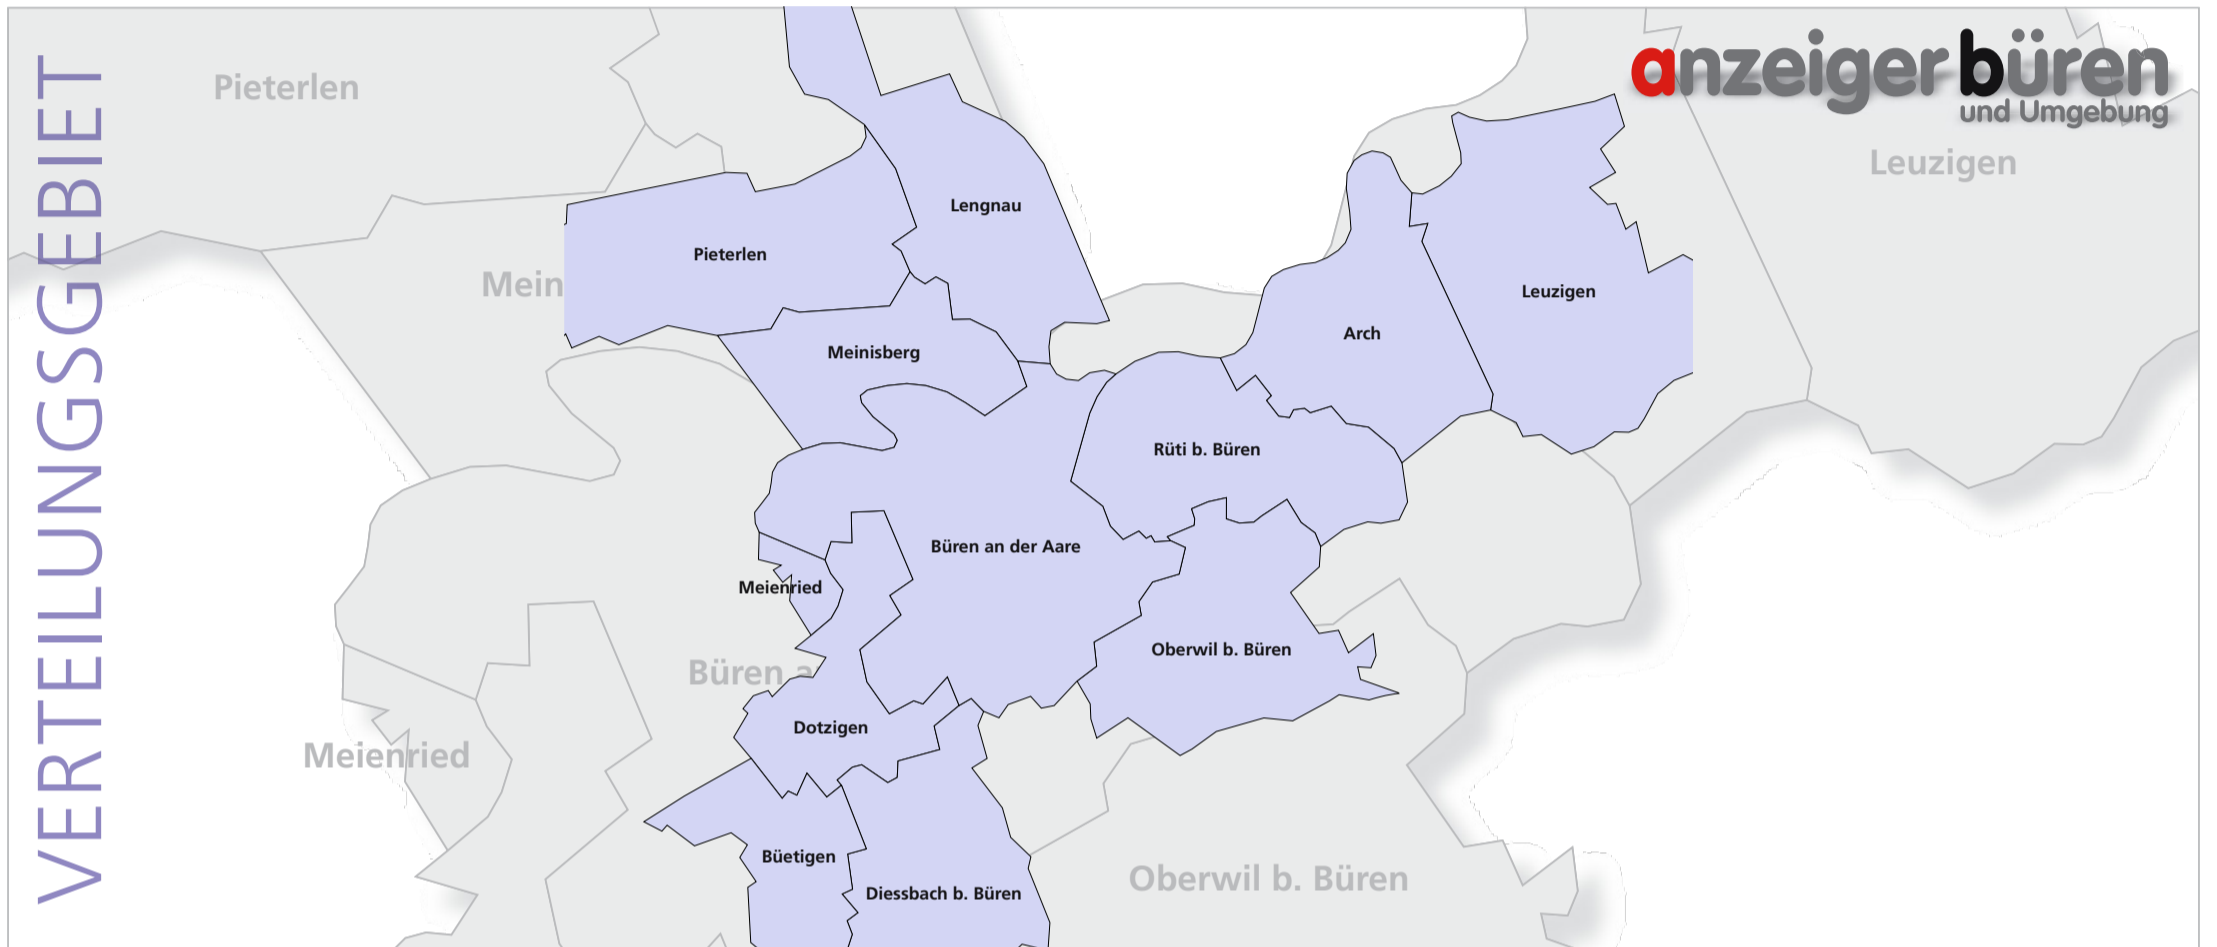 VERTEILUNGSGEBIET
anzeiger büren
und Umgebung
Pieterlen
Leuzigen
Lengnau
Pieterlen
Mein
Leuzigen
Arch
Meinisberg
Rüti b. Büren
Büren an der Aare
Meienried
Oberwil b. Büren
Büren a
Dotzigen
Meienried
Büetigen
Oberwil b. Büren
Diessbach b. Büren